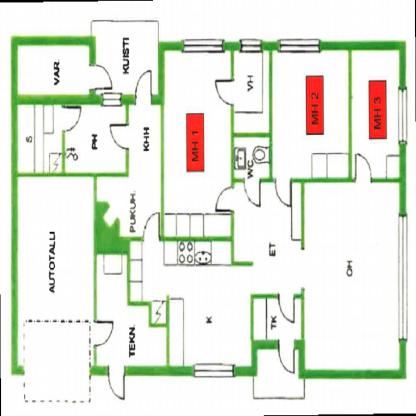 VAR
KUISTI
VH
MH 1
MH 2
MH 3
S
PH
KHH
WC
PUKUH.
AUTOTALLI
ET
OH
K
TK
TEKN.